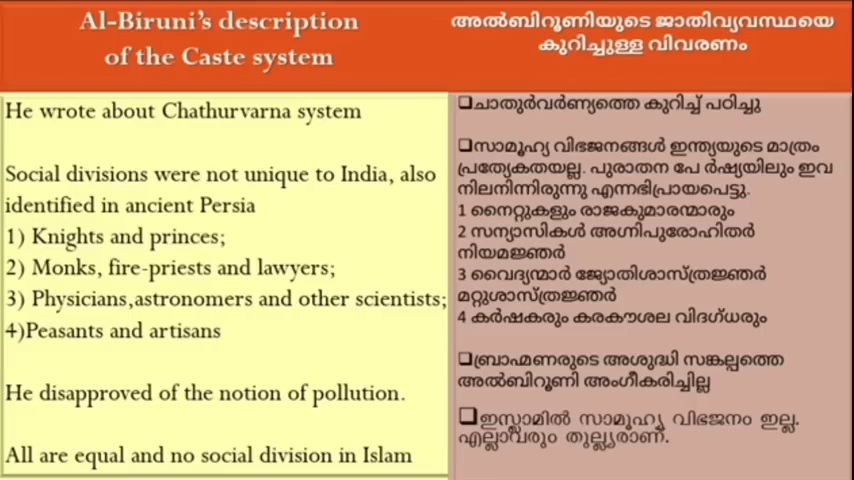 Al-Biruni's description
of the Caste system
He wrote about Chathurvarna system
Social divisions were not unique to India, also
identified in ancient Persia
1) Knights and princes;
2) Monks, fire-priests and lawyers;
3) Physicians,astronomers and other scientists;
4)Peasants and artisans
He disapproved of the notion of pollution.
All are equal and no social division in Islam
അൽബിറൂണിയുടെ ജാതിവ്യവസ്ഥയെ
കുറിച്ചുള്ള വിവരണം
❑ചാതുർവർണ്യത്തെ കുറിച്ച് പഠിച്ചു
❑സാമൂഹ്യ വിഭജനങ്ങൾ ഇന്ത്യയുടെ മാത്രം
പ്രത്യേകതയല്ല. പുരാതന പേ ർഷ്യയിലും ഇവ
നിലനിന്നിരുന്നു എന്നഭിപ്രായപെട്ടു.
1 നൈറ്റുകളും രാജകുമാരന്മാരും
2 സന്യാസികൾ അഗ്നിപുരോഹിതർ
നിയമജ്ഞർ
3 വൈദ്യന്മാർ ജ്യോതിശാസ്ത്രജ്ഞർ
മറ്റുശാസ്ത്രജ്ഞർ
4 കർഷകരും കരകൗശല വിദഗ്ധരും
❑ബ്രാഹ്മണരുടെ അശുദ്ധി സങ്കല്പത്തെ
അൽബിറൂണി അംഗീകരിച്ചില്ല
❑ഇസ്ലാമിൽ സാമൂഹ്യ വിഭജനം ഇല്ല.
എല്ലാവരും തുല്ല്യരാണ്.